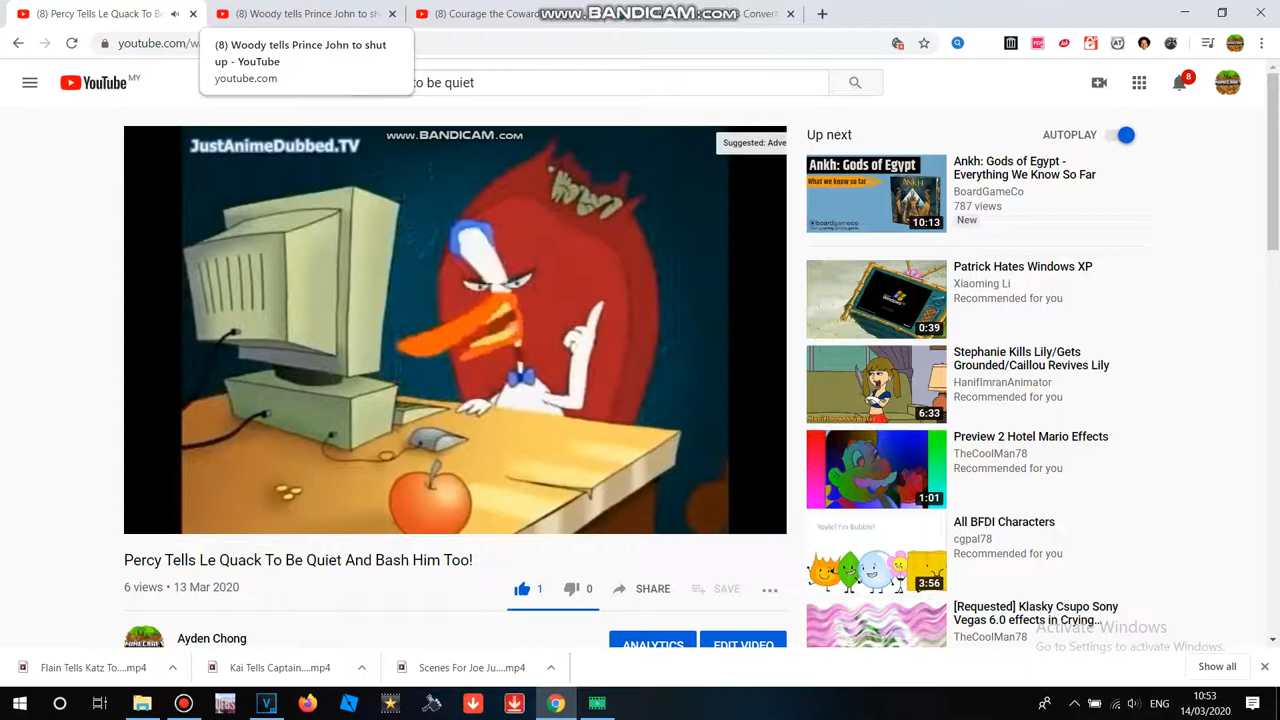 (8) Percy Tells Le Quack To Be
(8) Woody tells Prince John to sh
(8) Courage the Coward
www.BANDICAM.com
Convert
youtube.com/w
(8) Woody tells Prince John to shut
up - YouTube
youtube.com
YouTube MY
to be quiet
8
JustAnimeDubbed.TV
www.BANDICAM.com
Suggested: Adve
Up next
AUTOPLAY
Ankh: Gods of Egypt
What we know so far
ANKH
boardgameco
10:13
Ankh: Gods of Egypt -
Everything We Know So Far
BoardGameCo
787 views
New
Windows xp
0:39
Patrick Hates Windows XP
Xiaoming Li
Recommended for you
6:33
Stephanie Kills Lily/Gets
Grounded/Caillou Revives Lily
HanifImranAnimator
Recommended for you
1:01
Preview 2 Hotel Mario Effects
TheCoolMan78
Recommended for you
Yoyle! I'm Bubble!
3:56
All BFDI Characters
cgpal78
Recommended for you
[Requested] Klasky Csupo Sony
Vegas 6.0 effects in Crying...
TheCoolMan78
Percy Tells Le Quack To Be Quiet And Bash Him Too!
6 views • 13 Mar 2020
1
0
SHARE
SAVE
Ayden Chong
ANALYTICS
EDIT VIDEO
Activate Windows
Go to Settings to activate Windows.
Flain Tells Katz To....mp4
Kai Tells Captain....mp4
Scenes For Joe Ju....mp4
Show all
ENG
10:53
14/03/2020